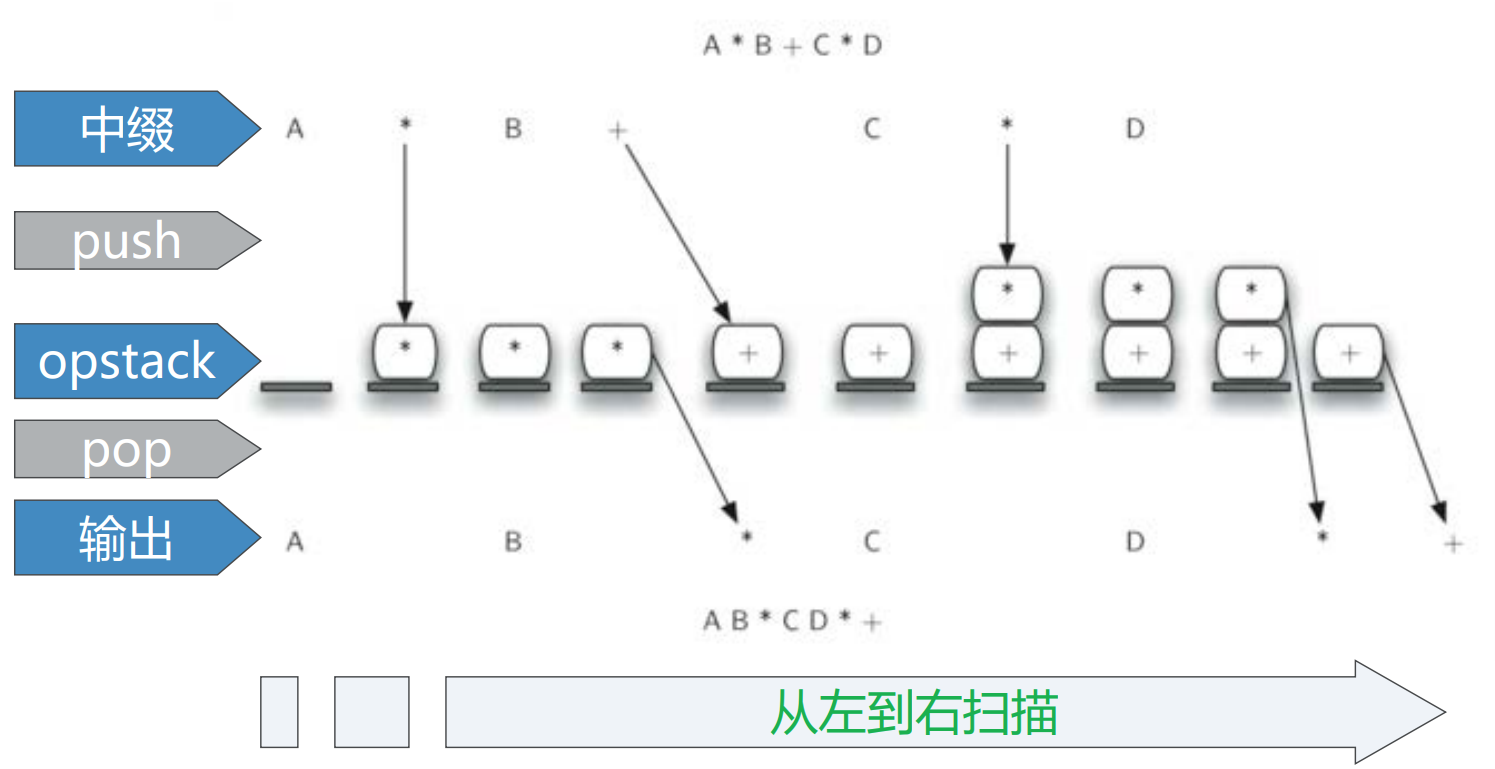 A * B + C * D
中缀 A * B + C * D
push
* *
opstack * * * + + + + + +
pop
输出 A B * C D * +
A B * C D * +
从左到右扫描